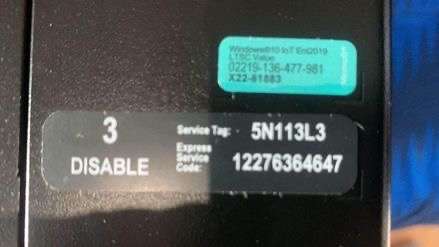 Windows®10 IoT Ent2019
LTSC Value
02219-136-477-981
X22-81883
3
DISABLE
Service Tag: 5N113L3
Express
Service
Code: 12276364647